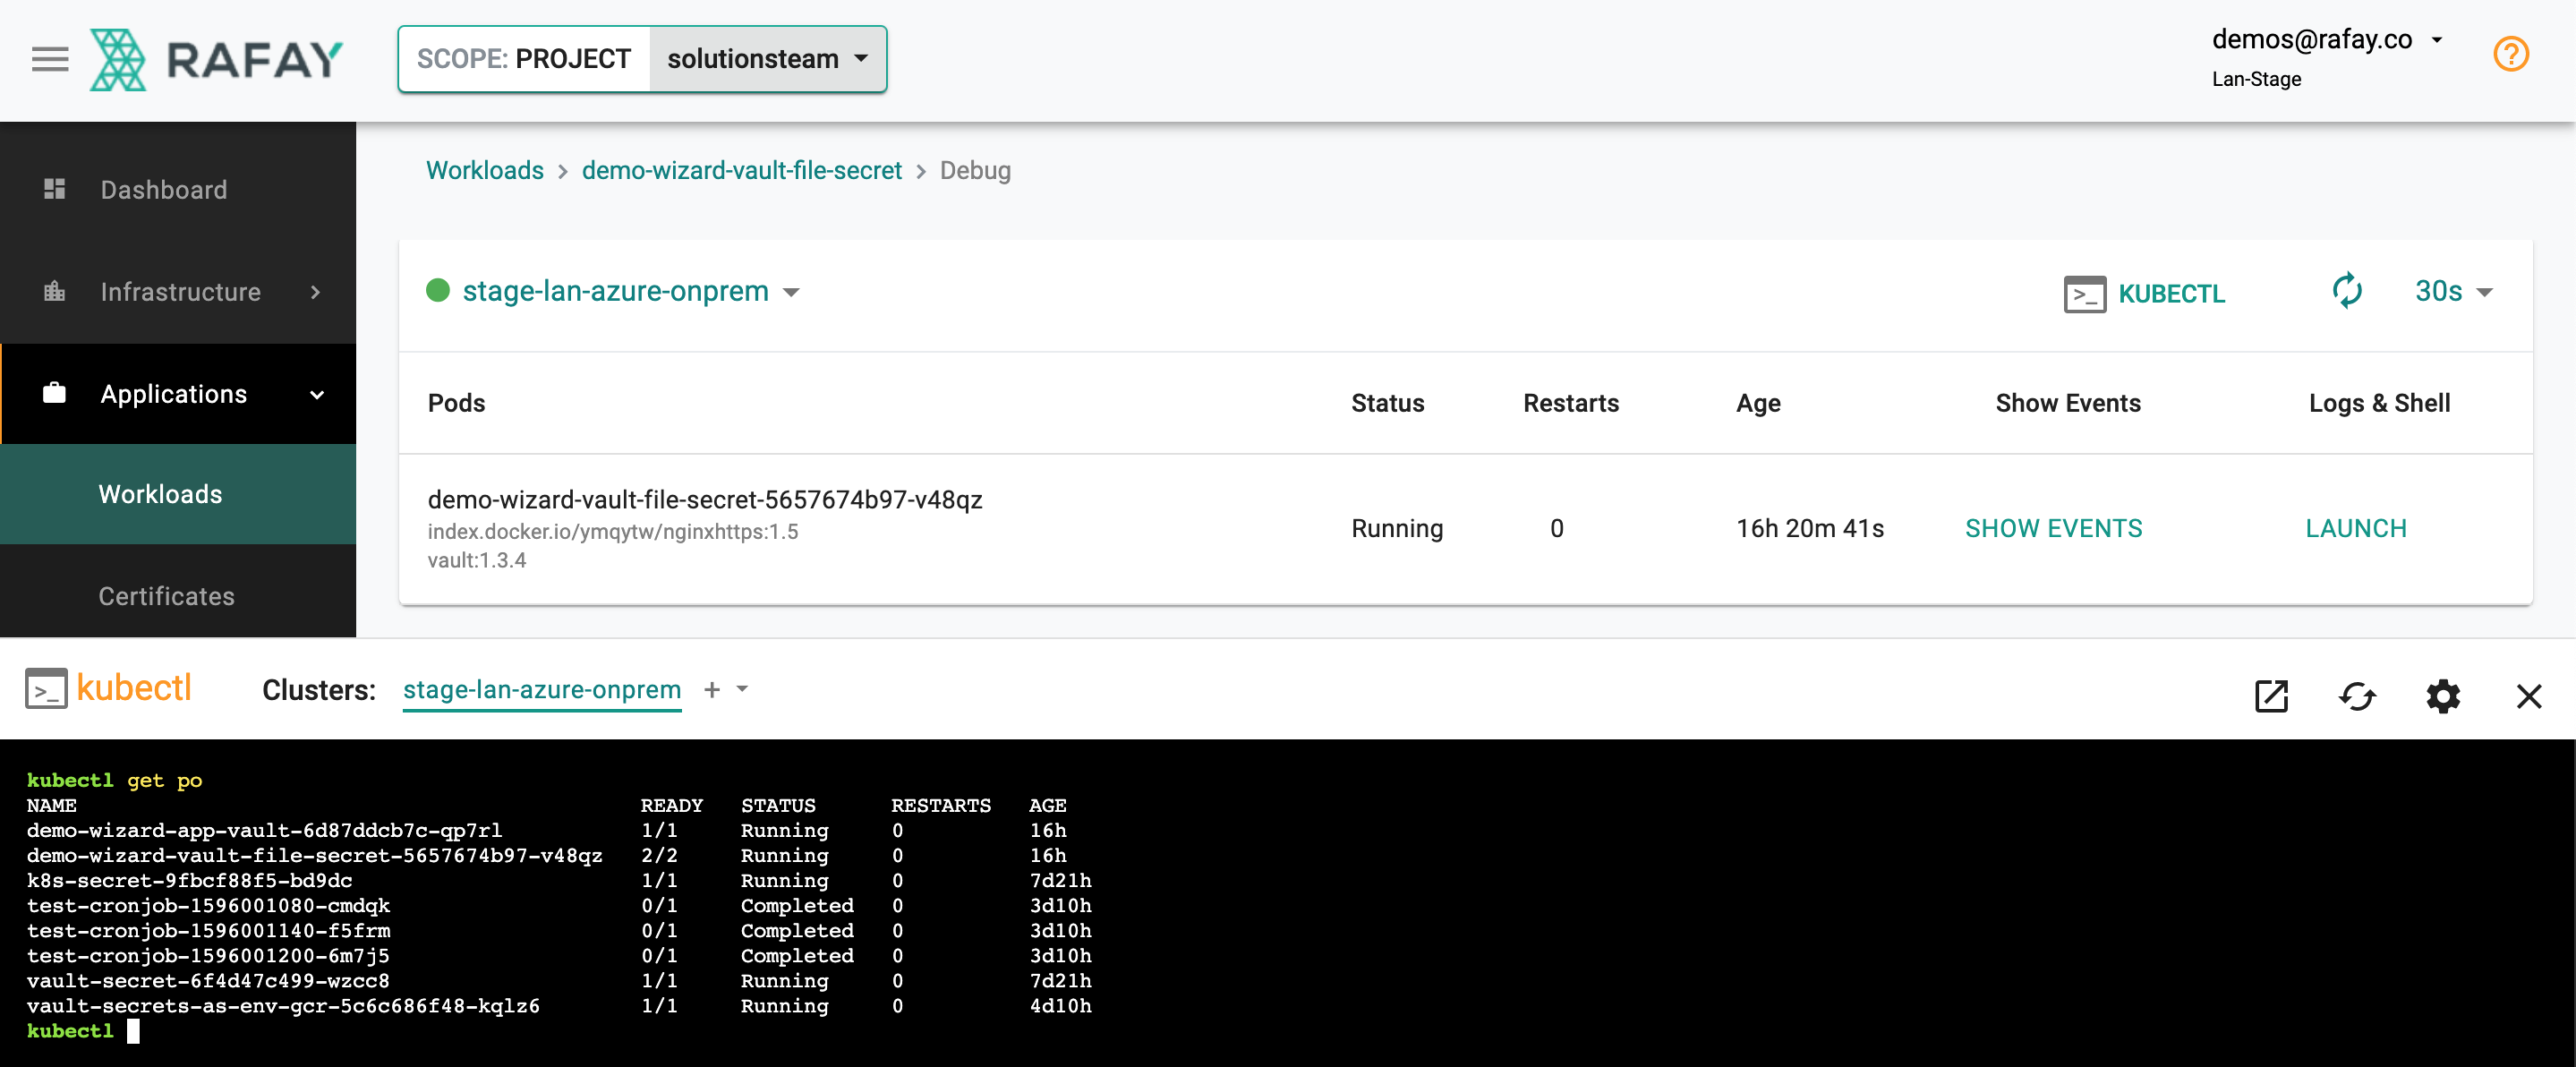 RAFAY
SCOPE: PROJECT solutionsteam
demos@rafay.co
Lan-Stage
?
Dashboard
Infrastructure
Applications
Workloads
Certificates
Workloads > demo-wizard-vault-file-secret > Debug
stage-lan-azure-onprem
>_ KUBECTL
30s
Pods Status Restarts Age Show Events Logs & Shell
demo-wizard-vault-file-secret-5657674b97-v48qz
index.docker.io/ymqytw/nginxhttps:1.5
vault:1.3.4
Running 0 16h 20m 41s SHOW EVENTS LAUNCH
>_ kubectl Clusters: stage-lan-azure-onprem +
kubectl get po
NAME READY STATUS RESTARTS AGE
demo-wizard-app-vault-6d87ddcb7c-qp7rl 1/1 Running 0 16h
demo-wizard-vault-file-secret-5657674b97-v48qz 2/2 Running 0 16h
k8s-secret-9fbcf88f5-bd9dc 1/1 Running 0 7d21h
test-cronjob-1596001080-cmdqk 0/1 Completed 0 3d10h
test-cronjob-1596001140-f5frm 0/1 Completed 0 3d10h
test-cronjob-1596001200-6m7j5 0/1 Completed 0 3d10h
vault-secret-6f4d47c499-wzcc8 1/1 Running 0 7d21h
vault-secrets-as-env-gcr-5c6c686f48-kqlz6 1/1 Running 0 4d10h
kubectl